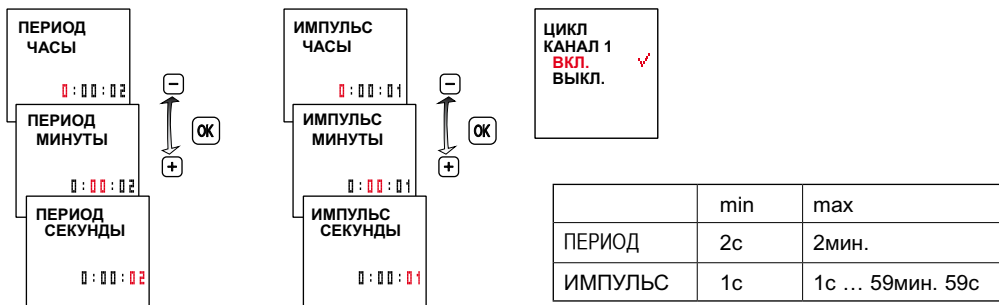 ПЕРИОД
ЧАСЫ
0:00:02
ПЕРИОД
МИНУТЫ
0:00:02
ПЕРИОД
СЕКУНДЫ
0:00:02
−
OK
+
ИМПУЛЬС
ЧАСЫ
0:00:01
ИМПУЛЬС
МИНУТЫ
0:00:01
ИМПУЛЬС
СЕКУНДЫ
0:00:01
−
OK
+
ЦИКЛ
КАНАЛ 1
ВКЛ. ✓
ВЫКЛ.
min max
ПЕРИОД 2с 2мин.
ИМПУЛЬС 1с 1с … 59мин. 59с